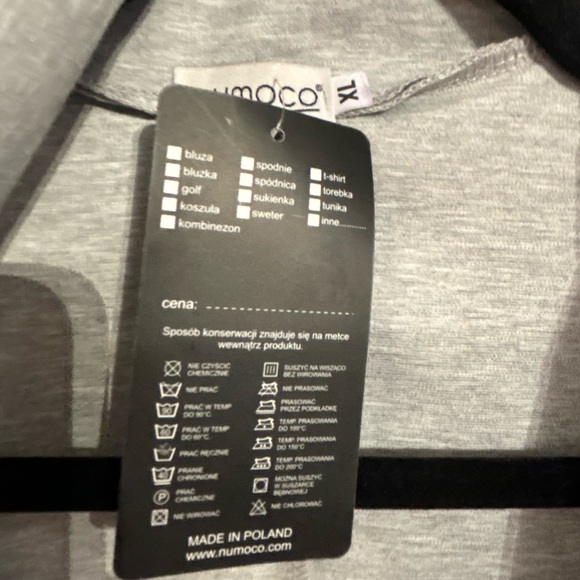 numoco®
XL
bluza
bluzka
golf
koszula
kombinezon
spodnie
spódnica
sukienka
sweter
t-shirt
torebka
tunika
inne............
cena: ------------------------
Sposób konserwacji znajduje się na metce
wewnątrz produktu.
NIE CZYŚCIĆ
CHEMICZNIE
NIE PRAĆ
PRAĆ W TEMP
DO 90°C.
PRAĆ W TEMP
DO 60°C.
PRAĆ RĘCZNIE
PRANIE
CHRONIONE
PRAĆ
CHEMICZNIE
NIE WIROWAĆ
SUSZYĆ NA WISZĄCO
BEZ WIROWANIA
NIE PRASOWAĆ
PRASOWAĆ
PRZEZ PODKŁADKĘ
TEMP. PRASOWANIA
DO 100°C
TEMP. PRASOWANIA
DO 150°C
TEMP. PRASOWANIA
DO 200°C
MOŻNA SUSZYĆ
W SUSZARCE
BĘBNOWEJ
NIE CHLOROWAĆ
MADE IN POLAND
www.numoco.com